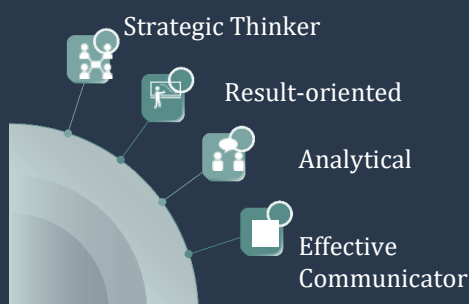 Strategic Thinker
Result-oriented
Analytical
Effective
Communicator